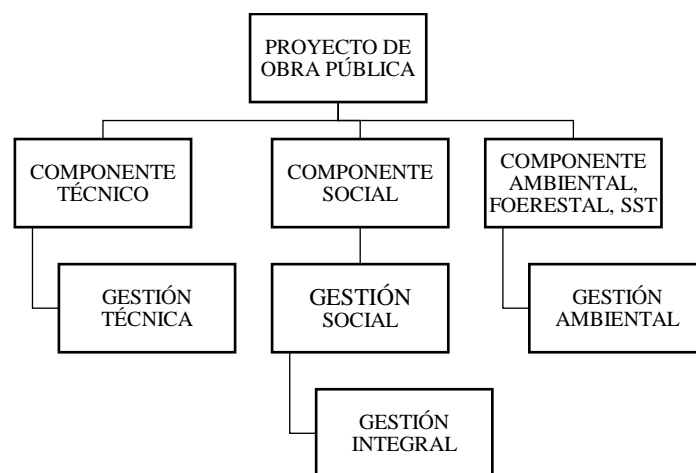 PROYECTO DE
OBRA PÚBLICA
COMPONENTE
TÉCNICO
COMPONENTE
SOCIAL
COMPONENTE
AMBIENTAL,
FOERESTAL, SST
GESTIÓN
TÉCNICA
GESTIÓN
SOCIAL
GESTIÓN
AMBIENTAL
GESTIÓN
INTEGRAL